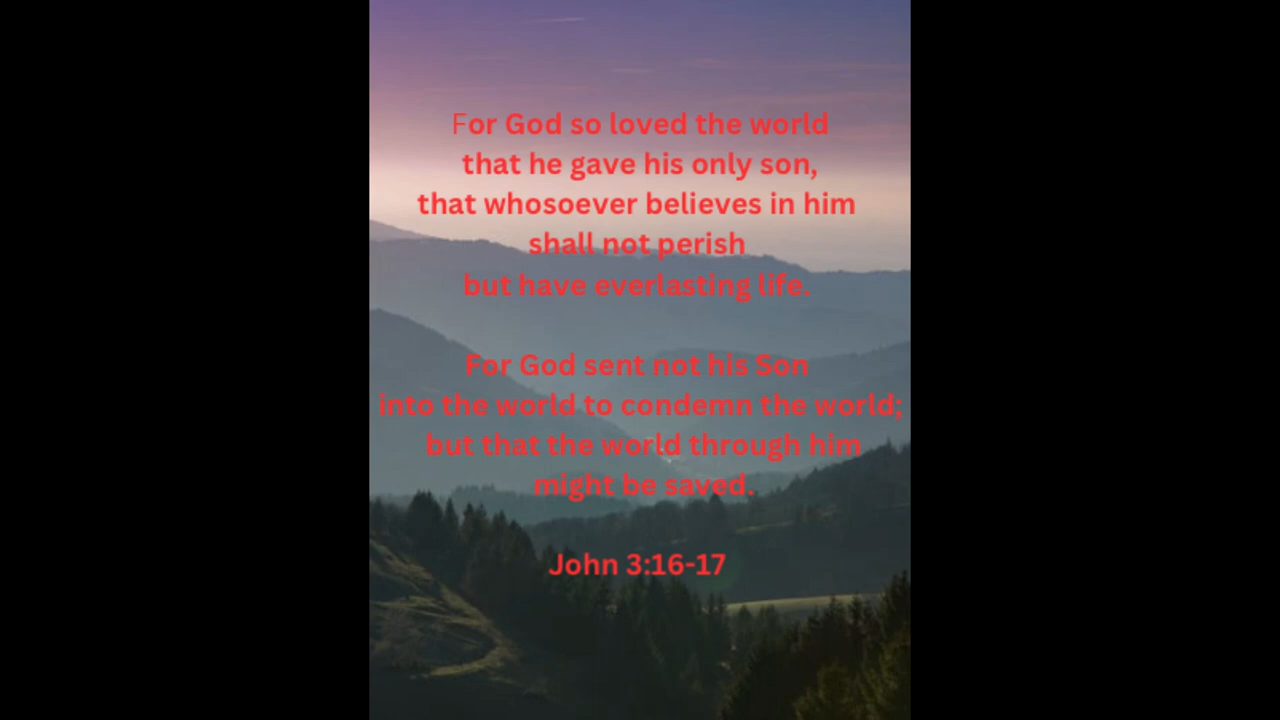 For God so loved the world
that he gave his only son,
that whosoever believes in him
shall not perish
but have everlasting life.
For God sent not his Son
into the world to condemn the world;
but that the world through him
might be saved.
John 3:16-17